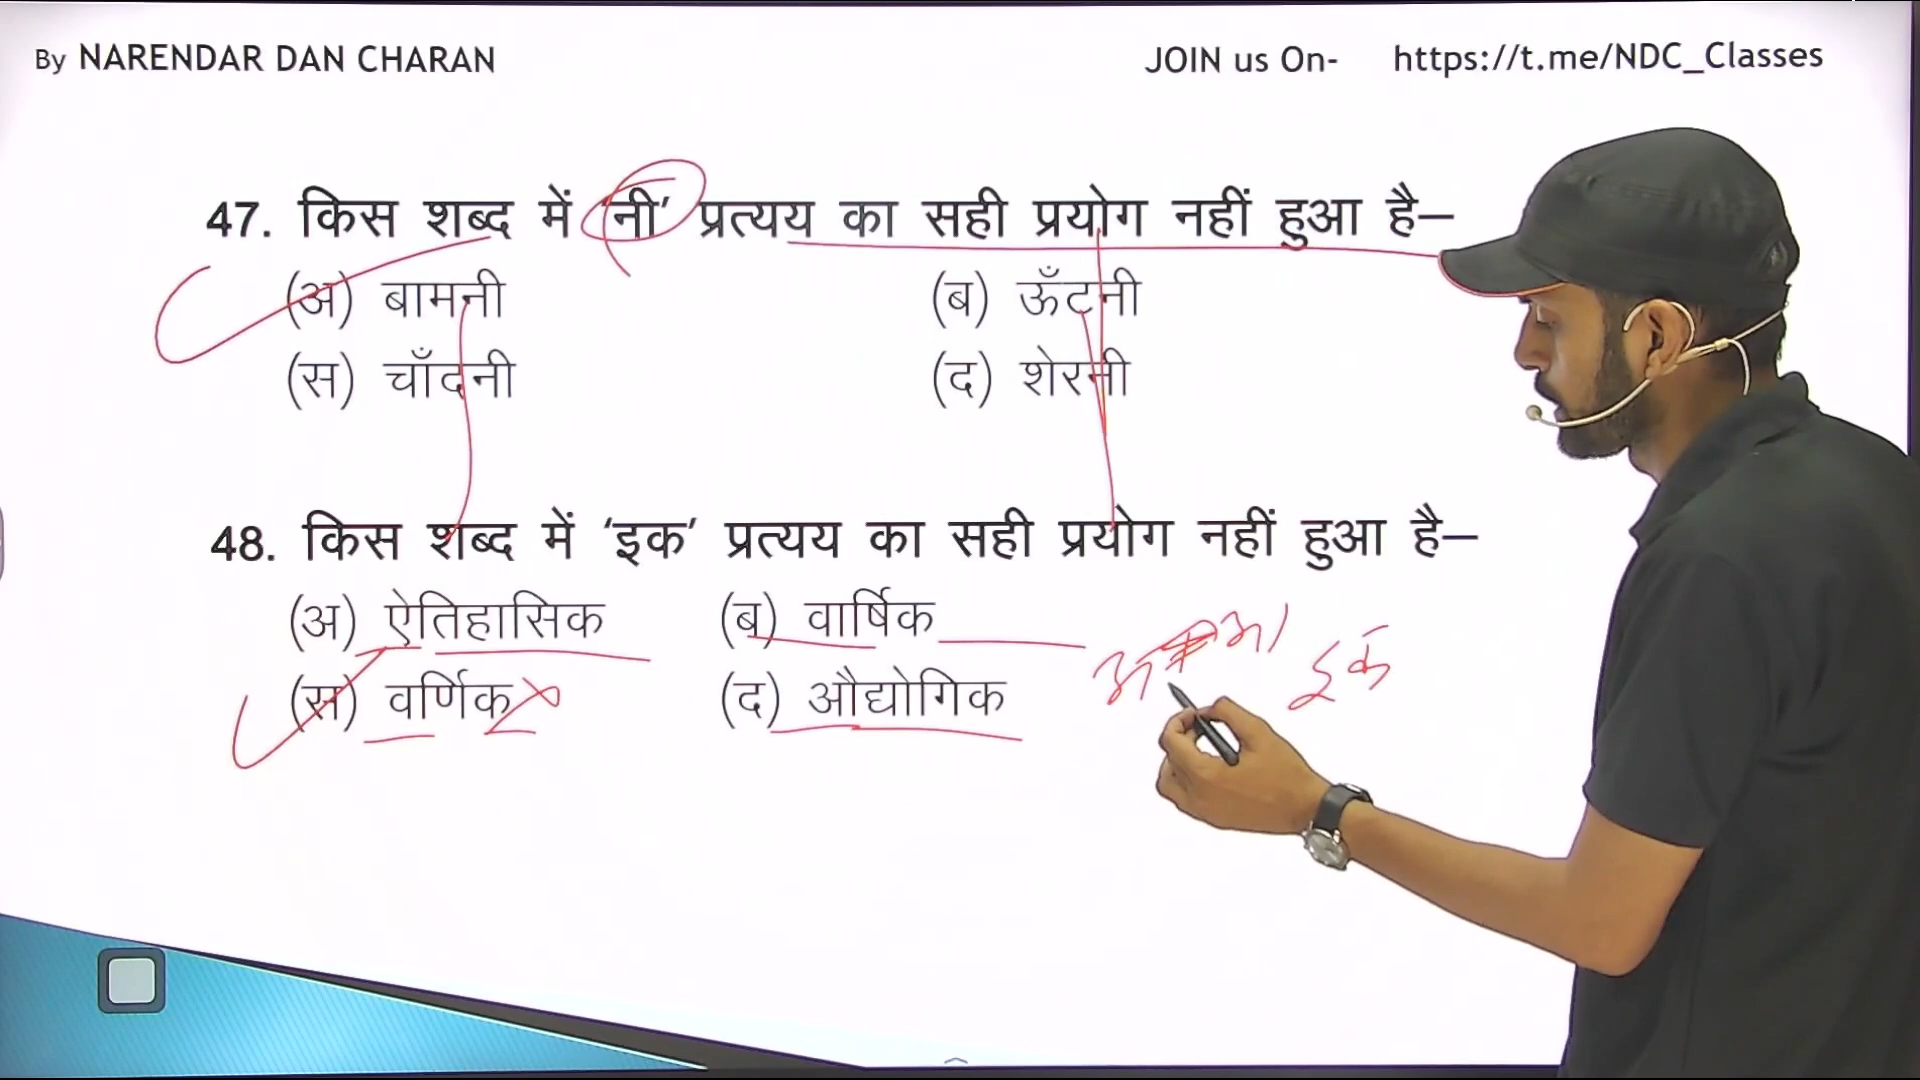 By NARENDAR DAN CHARAN
JOIN us On- https://t.me/NDC_Classes
47. किस शब्द में 'नी' प्रत्यय का सही प्रयोग नहीं हुआ है–
(अ) बामनी (ब) ऊँटनी
(स) चाँदनी (द) शेरनी
48. किस शब्द में 'इक' प्रत्यय का सही प्रयोग नहीं हुआ है–
(अ) ऐतिहासिक (ब) वार्षिक
(स) वर्णिक (द) औद्योगिक
इक